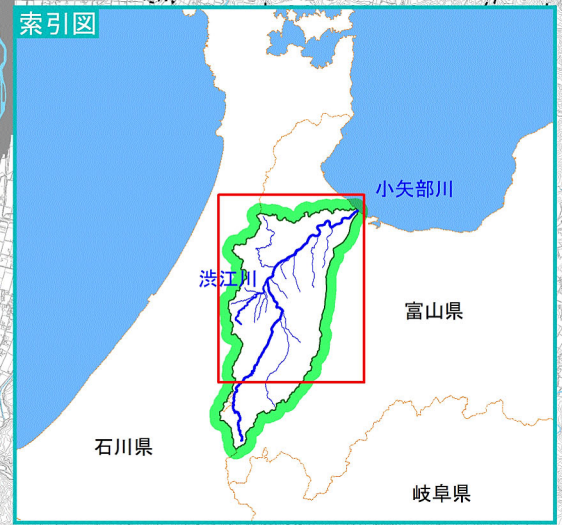 索引図
小矢部川
渋江川
富山県
石川県
岐阜県